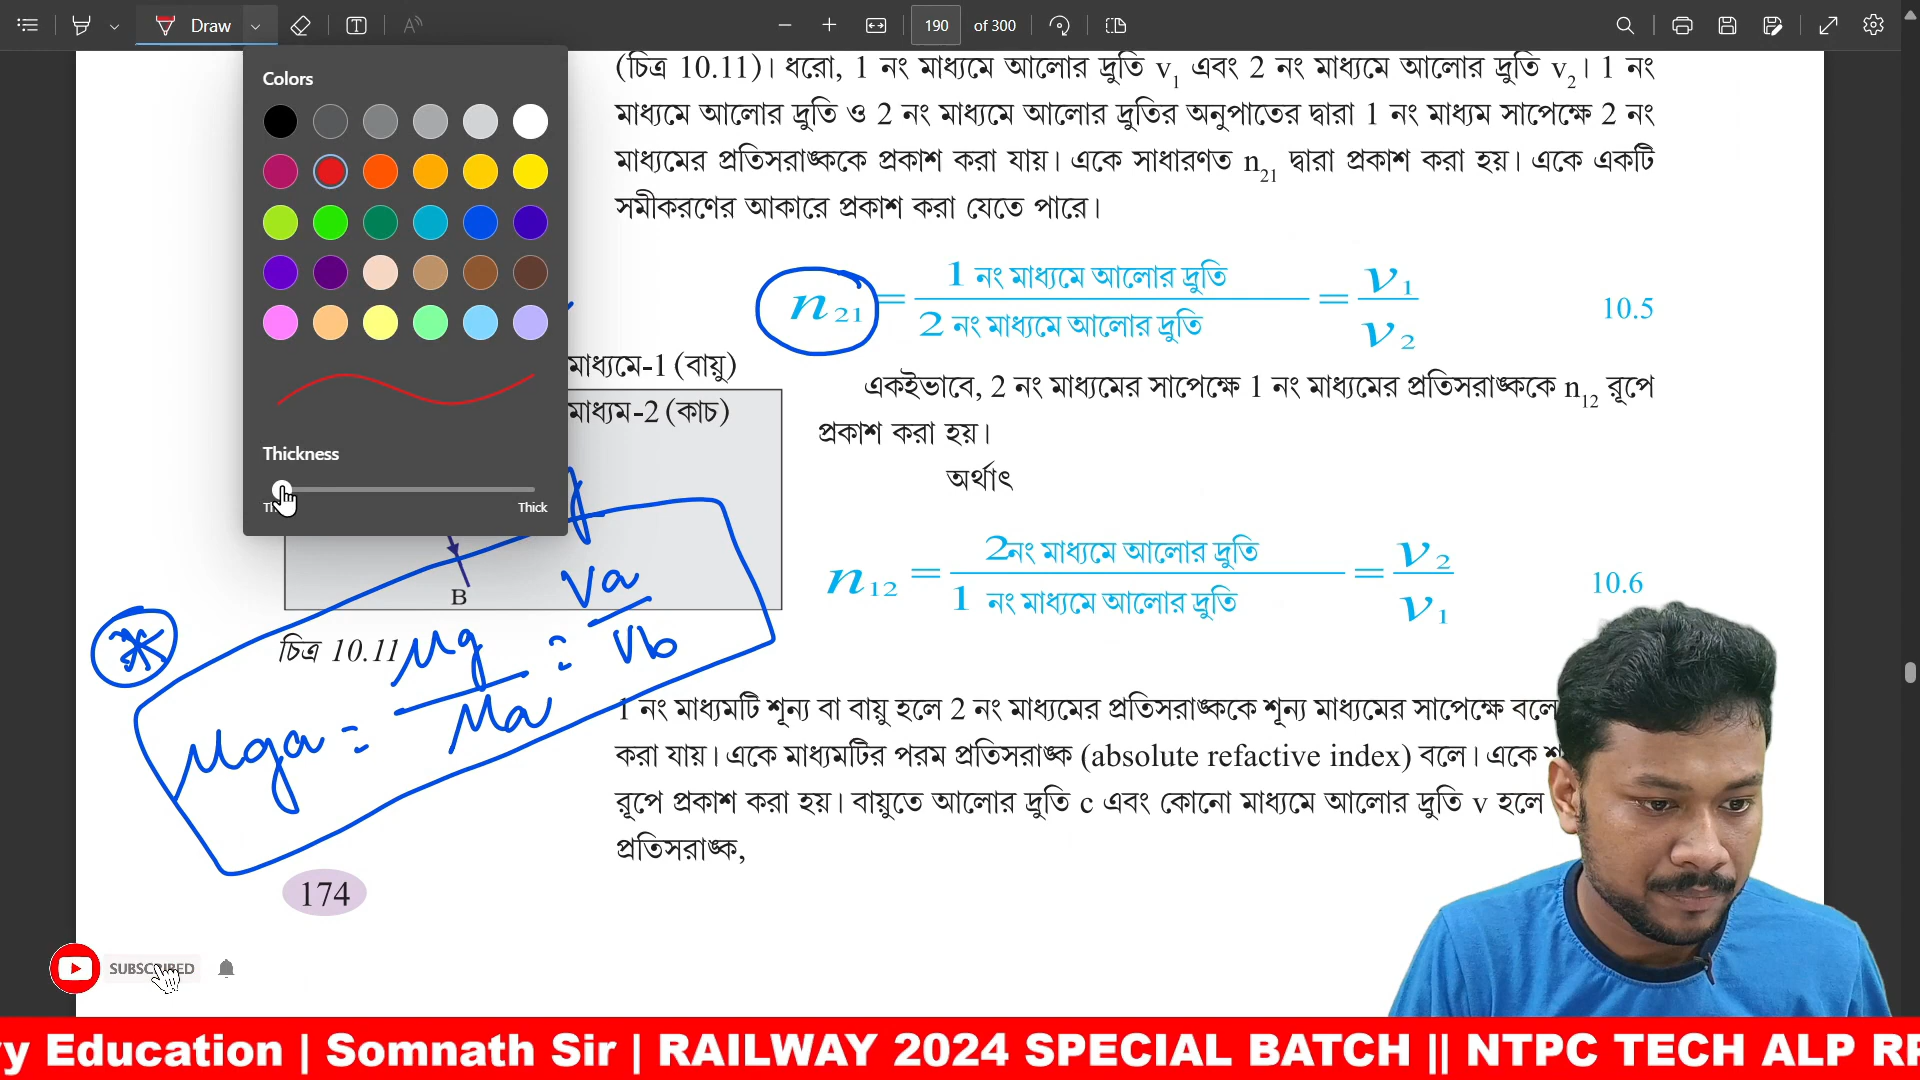 Draw
190 of 300
Colors
Thickness
Thick
(চিত্র 10.11)। ধরো, 1 নং মাধ্যমে আলোর দ্রুতি v1 এবং 2 নং মাধ্যমে আলোর দ্রুতি v2। 1 নং
মাধ্যমে আলোর দ্রুতি ও 2 নং মাধ্যমে আলোর দ্রুতির অনুপাতের দ্বারা 1 নং মাধ্যম সাপেক্ষে 2 নং
মাধ্যমের প্রতিসরাঙ্ককে প্রকাশ করা যায়। একে সাধারণত n21 দ্বারা প্রকাশ করা হয়। একে একটি
সমীকরণের আকারে প্রকাশ করা যেতে পারে।
n21 = 1 নং মাধ্যমে আলোর দ্রুতি / 2 নং মাধ্যমে আলোর দ্রুতি = v1 / v2 10.5
মাধ্যমে-1 (বায়ু)
মাধ্যম-2 (কাচ)
একইভাবে, 2 নং মাধ্যমের সাপেক্ষে 1 নং মাধ্যমের প্রতিসরাঙ্ককে n12 রূপে
প্রকাশ করা হয়।
অর্থাৎ
n12 = 2নং মাধ্যমে আলোর দ্রুতি / 1 নং মাধ্যমে আলোর দ্রুতি = v2 / v1 10.6
B
চিত্র 10.11
μga = μg / μa = va / vb
1 নং মাধ্যমটি শূন্য বা বায়ু হলে 2 নং মাধ্যমের প্রতিসরাঙ্ককে শূন্য মাধ্যমের সাপেক্ষে বলে
করা যায়। একে মাধ্যমটির পরম প্রতিসরাঙ্ক (absolute refactive index) বলে। একে
রূপে প্রকাশ করা হয়। বায়ুতে আলোর দ্রুতি c এবং কোনো মাধ্যমে আলোর দ্রুতি v হলে
প্রতিসরাঙ্ক,
174
SUBSCRIBED
y Education | Somnath Sir | RAILWAY 2024 SPECIAL BATCH || NTPC TECH ALP